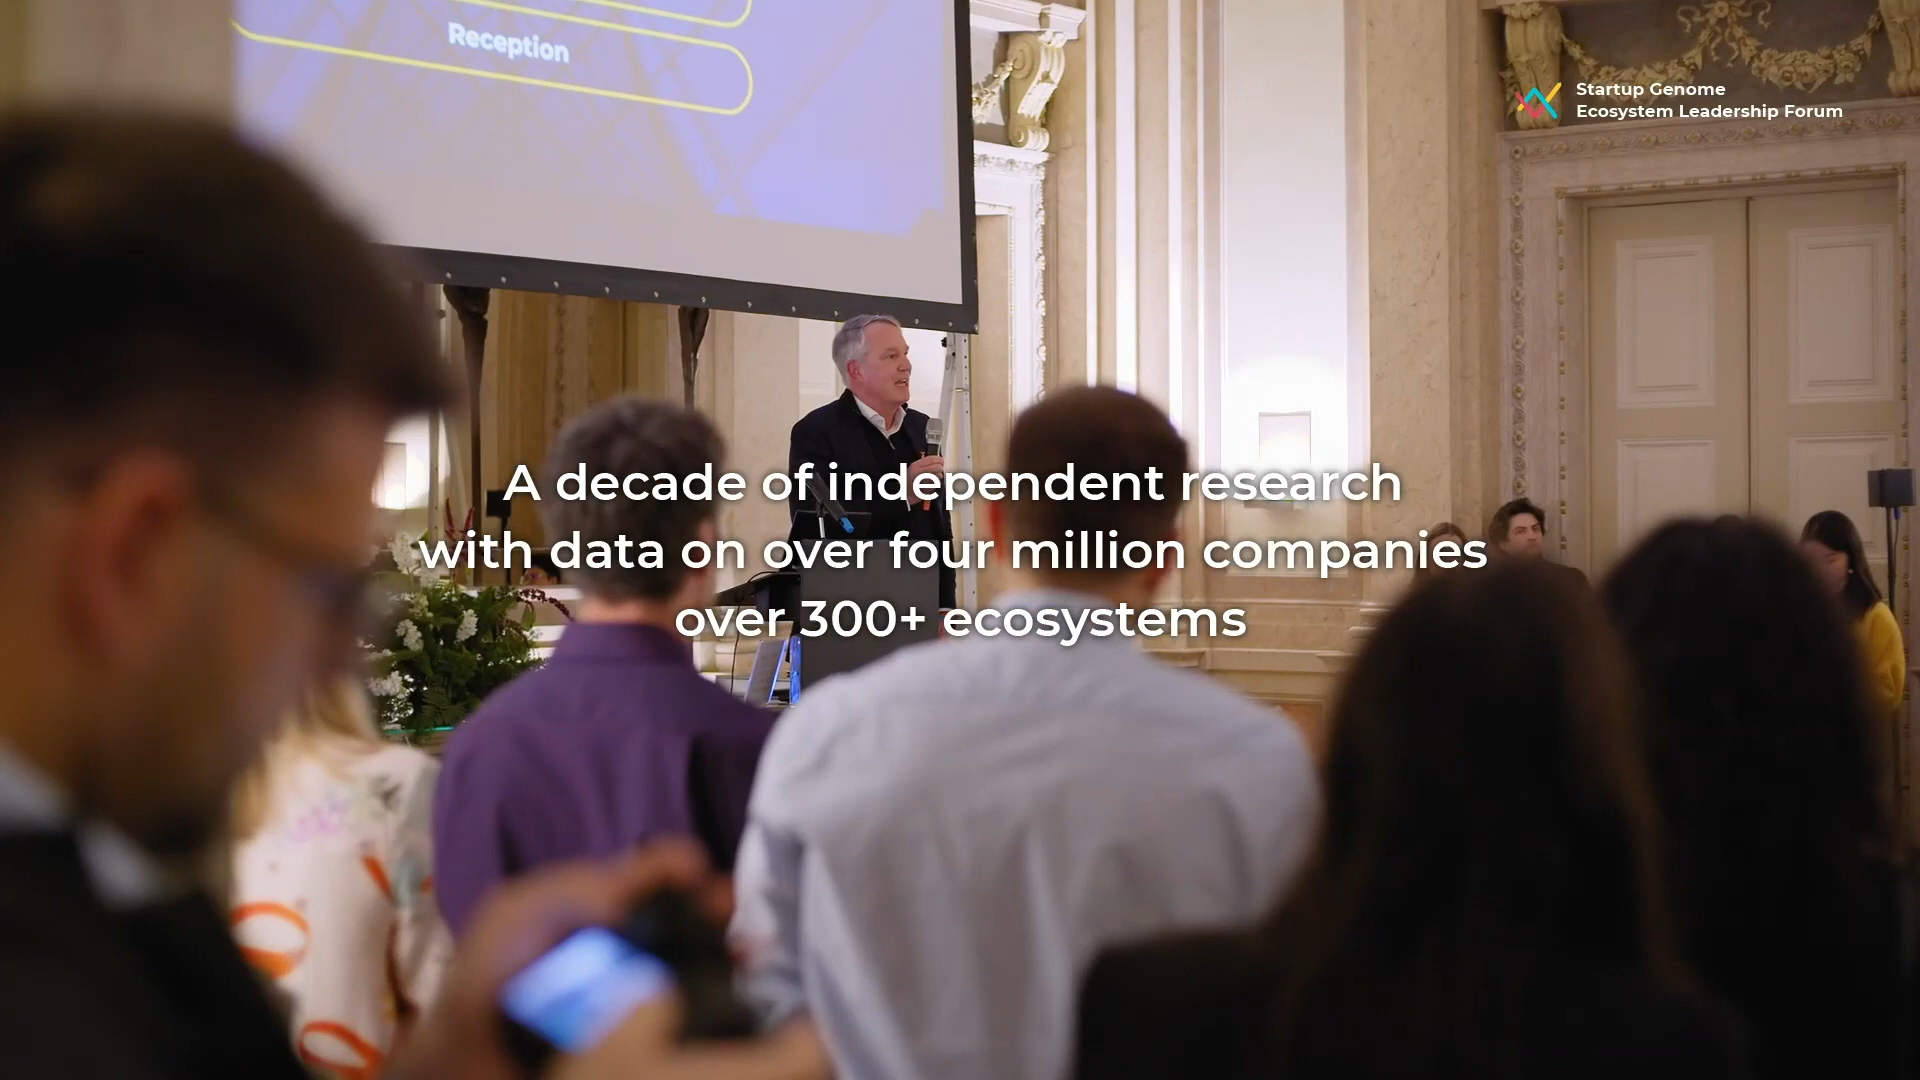 Reception
Startup Genome
Ecosystem Leadership Forum
A decade of independent research
with data on over four million companies
over 300+ ecosystems